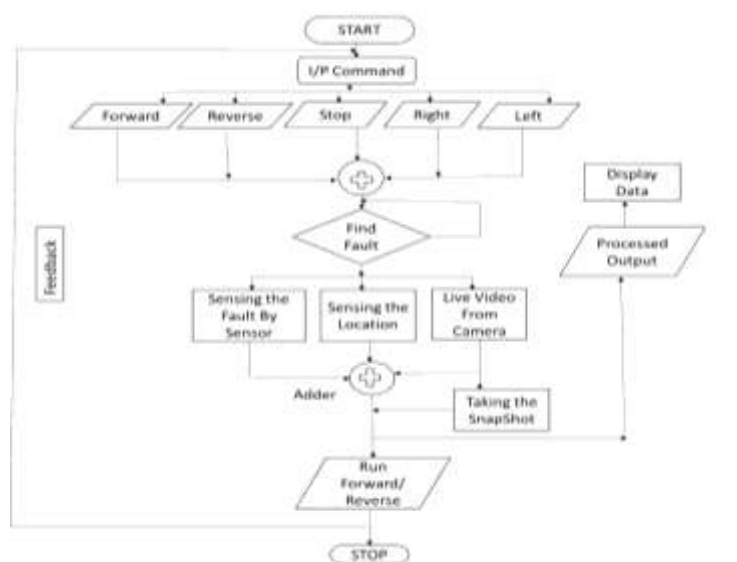 START
I/P Command
Forward
Reverse
Stop
Right
Left
Display
Data
Find
Fault
Processed
Output
Feedback
Sensing the
Fault By
Sensor
Sensing the
Location
Live Video
From
Camera
Adder
Taking the
SnapShot
Run
Forward/
Reverse
STOP